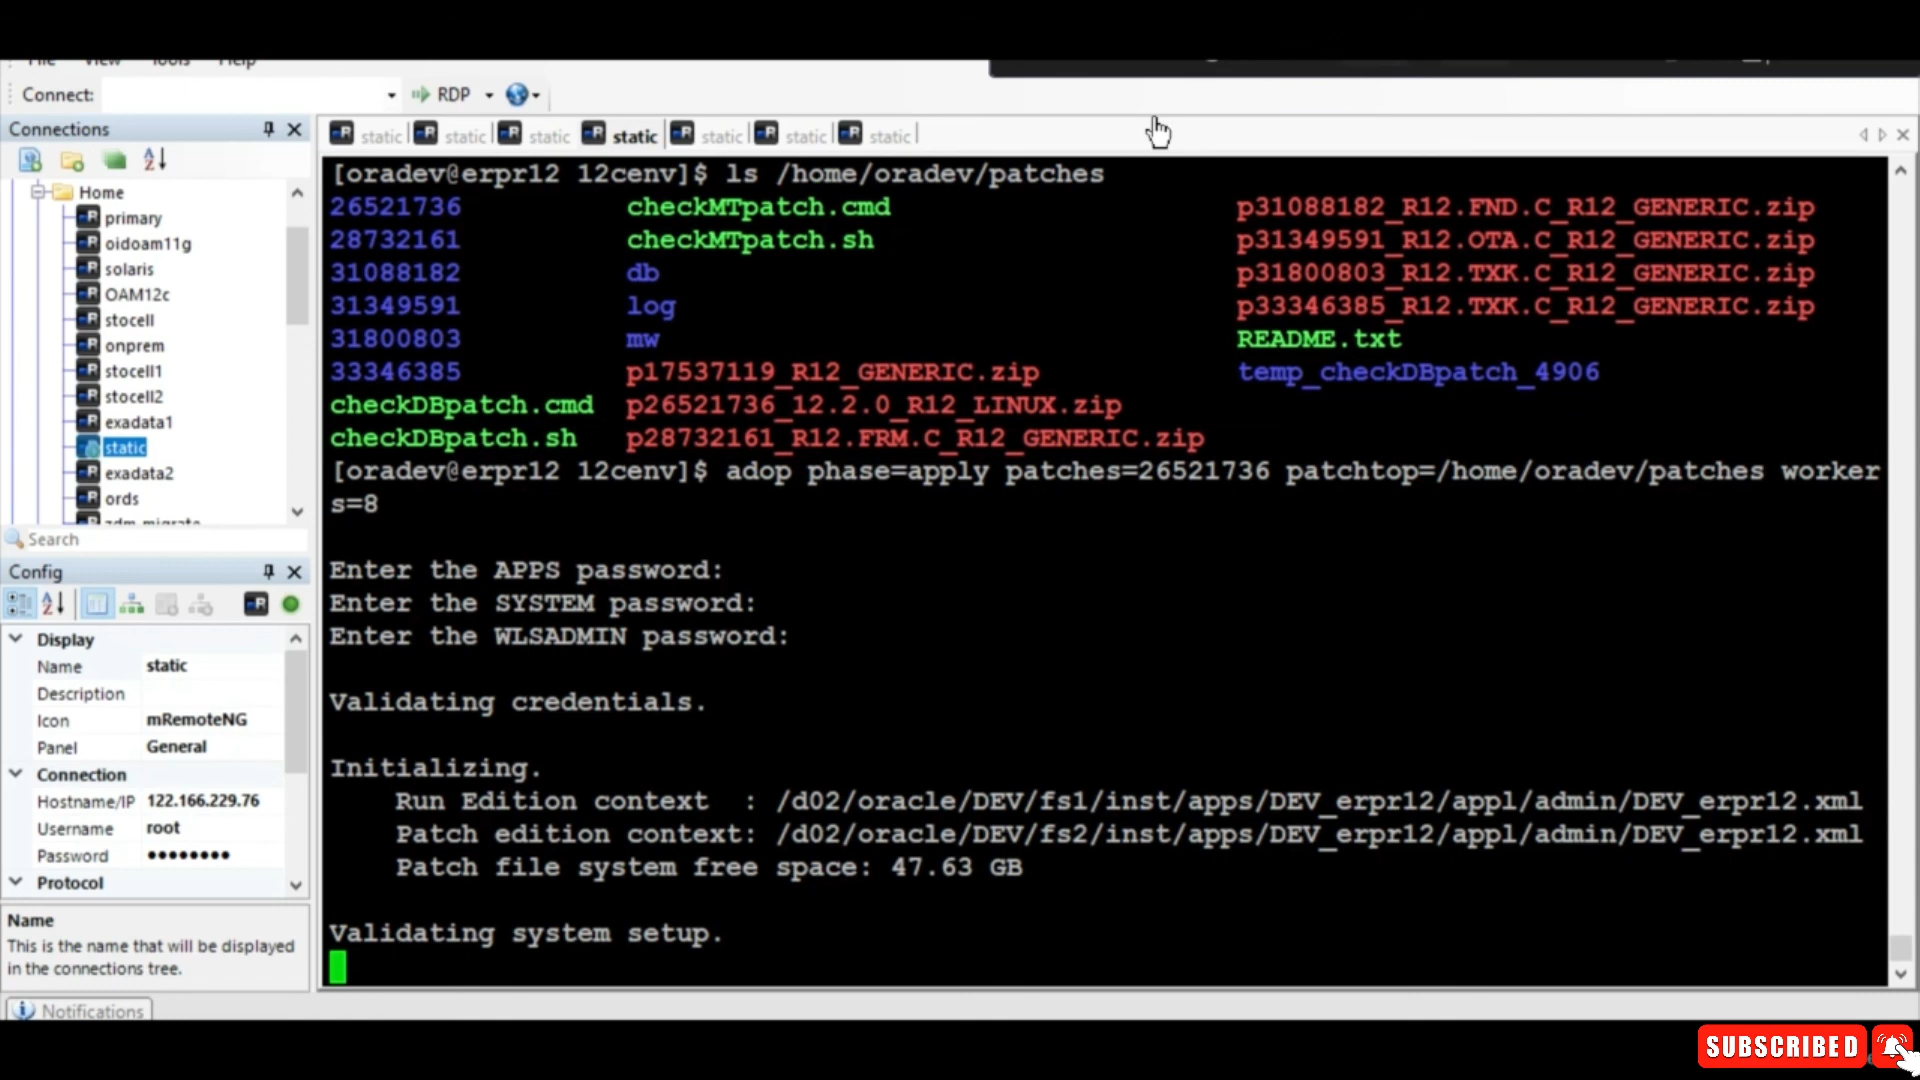 File View Tools Help
Connect: RDP
Connections
static static static static static static static
Home
primary
oidoam11g
solaris
OAM12c
stocell
onprem
stocell1
stocell2
exadata1
static
exadata2
ords
zdm_migrate
Search
Config
Display
Name static
Description
Icon mRemoteNG
Panel General
Connection
Hostname/IP 122.166.229.76
Username root
Password ●●●●●●●●
Protocol
Name
This is the name that will be displayed
in the connections tree.
Notifications
[oradev@erpr12 12cenv]$ ls /home/oradev/patches
26521736 checkMTpatch.cmd p31088182_R12.FND.C_R12_GENERIC.zip
28732161 checkMTpatch.sh p31349591_R12.OTA.C_R12_GENERIC.zip
31088182 db p31800803_R12.TXK.C_R12_GENERIC.zip
31349591 log p33346385_R12.TXK.C_R12_GENERIC.zip
31800803 mw README.txt
33346385 p17537119_R12_GENERIC.zip temp_checkDBpatch_4906
checkDBpatch.cmd p26521736_12.2.0_R12_LINUX.zip
checkDBpatch.sh p28732161_R12.FRM.C_R12_GENERIC.zip
[oradev@erpr12 12cenv]$ adop phase=apply patches=26521736 patchtop=/home/oradev/patches worker
s=8
Enter the APPS password:
Enter the SYSTEM password:
Enter the WLSADMIN password:
Validating credentials.
Initializing.
Run Edition context : /d02/oracle/DEV/fs1/inst/apps/DEV_erpr12/appl/admin/DEV_erpr12.xml
Patch edition context: /d02/oracle/DEV/fs2/inst/apps/DEV_erpr12/appl/admin/DEV_erpr12.xml
Patch file system free space: 47.63 GB
Validating system setup.
SUBSCRIBED